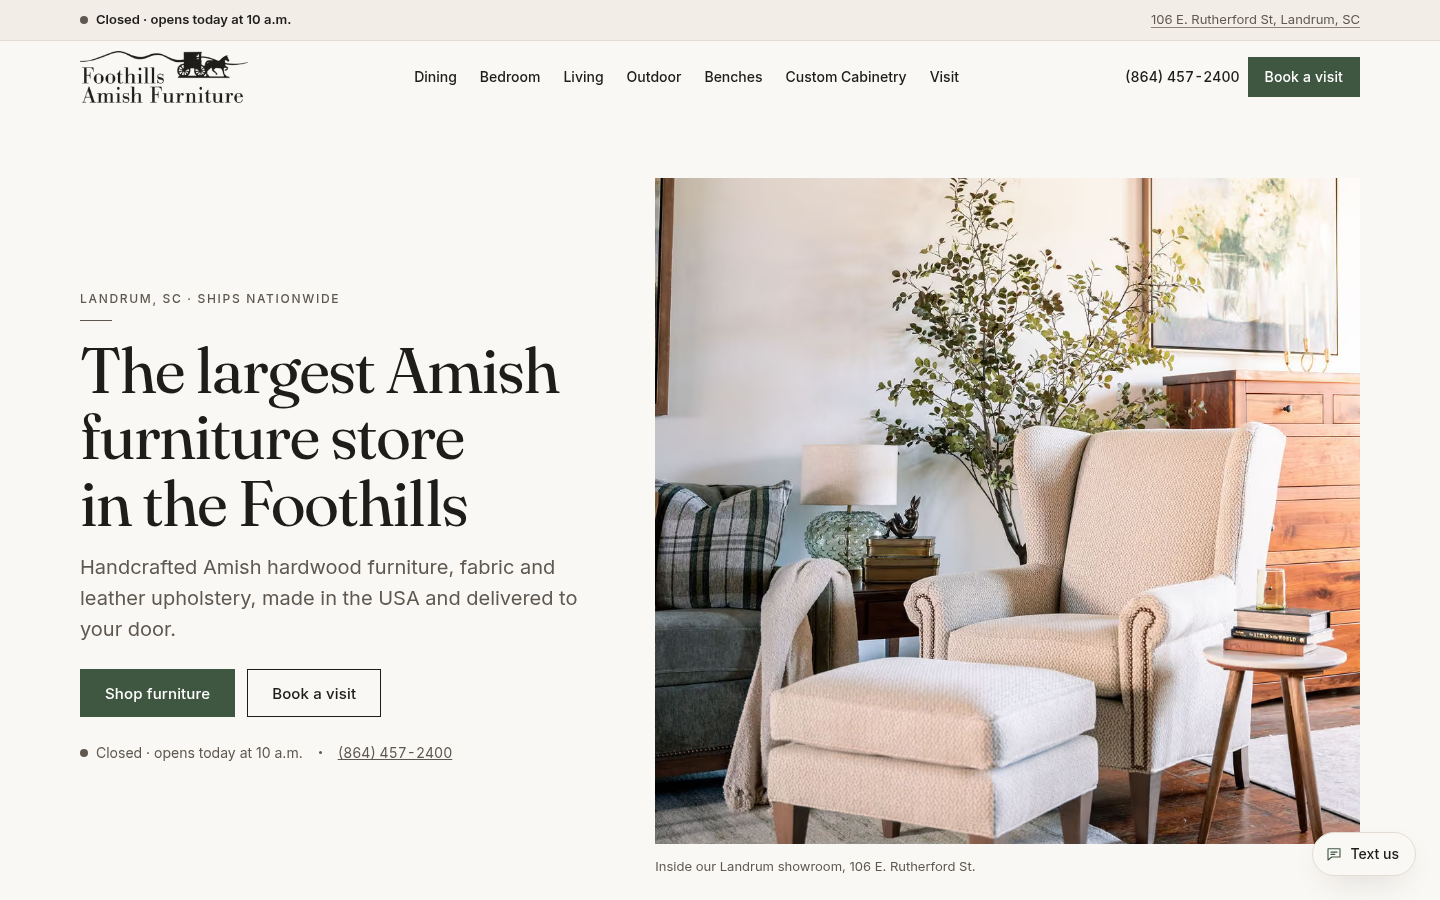 Closed · opens today at 10 a.m.
106 E. Rutherford St, Landrum, SC
Foothills
Amish Furniture
Dining
Bedroom
Living
Outdoor
Benches
Custom Cabinetry
Visit
(864) 457-2400
Book a visit
LANDRUM, SC · SHIPS NATIONWIDE
The largest Amish
furniture store
in the Foothills
Handcrafted Amish hardwood furniture, fabric and
leather upholstery, made in the USA and delivered to
your door.
Shop furniture
Book a visit
Closed · opens today at 10 a.m. · (864) 457-2400
Inside our Landrum showroom, 106 E. Rutherford St.
Text us